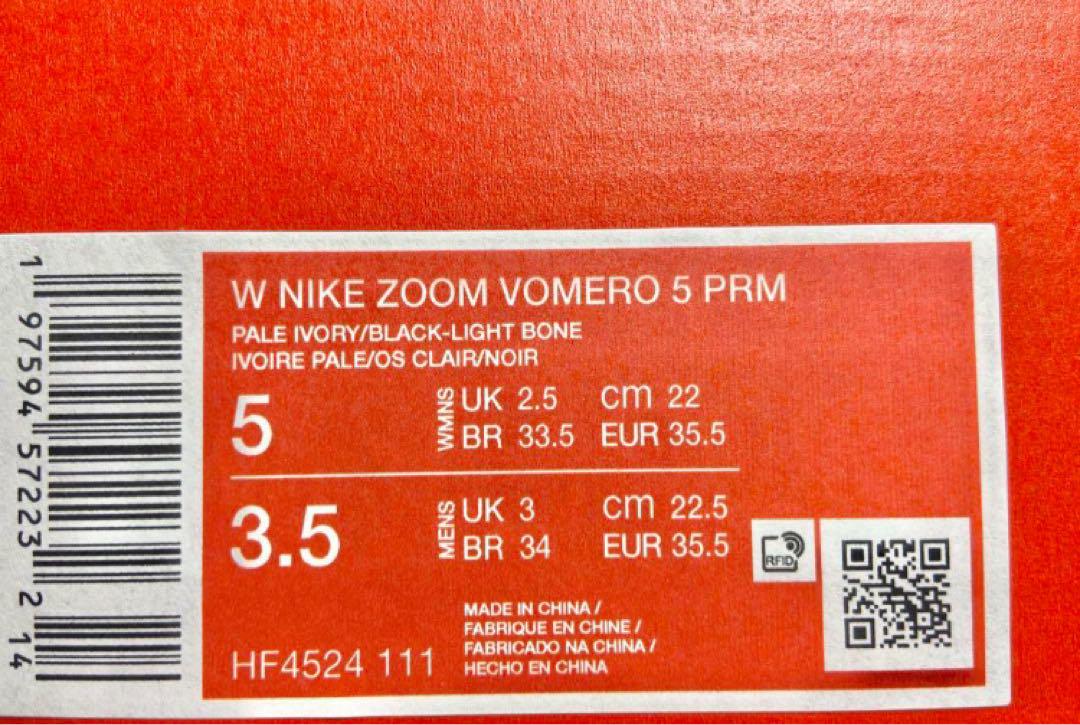 W NIKE ZOOM VOMERO 5 PRM
PALE IVORY/BLACK-LIGHT BONE
IVOIRE PALE/OS CLAIR/NOIR
5 WMNS UK 2.5 cm 22
BR 33.5 EUR 35.5
3.5 MENS UK 3 cm 22.5
BR 34 EUR 35.5
RFID
MADE IN CHINA /
FABRIQUE EN CHINE /
FABRICADO NA CHINA /
HECHO EN CHINA
HF4524 111
1 97594 57223 2 14